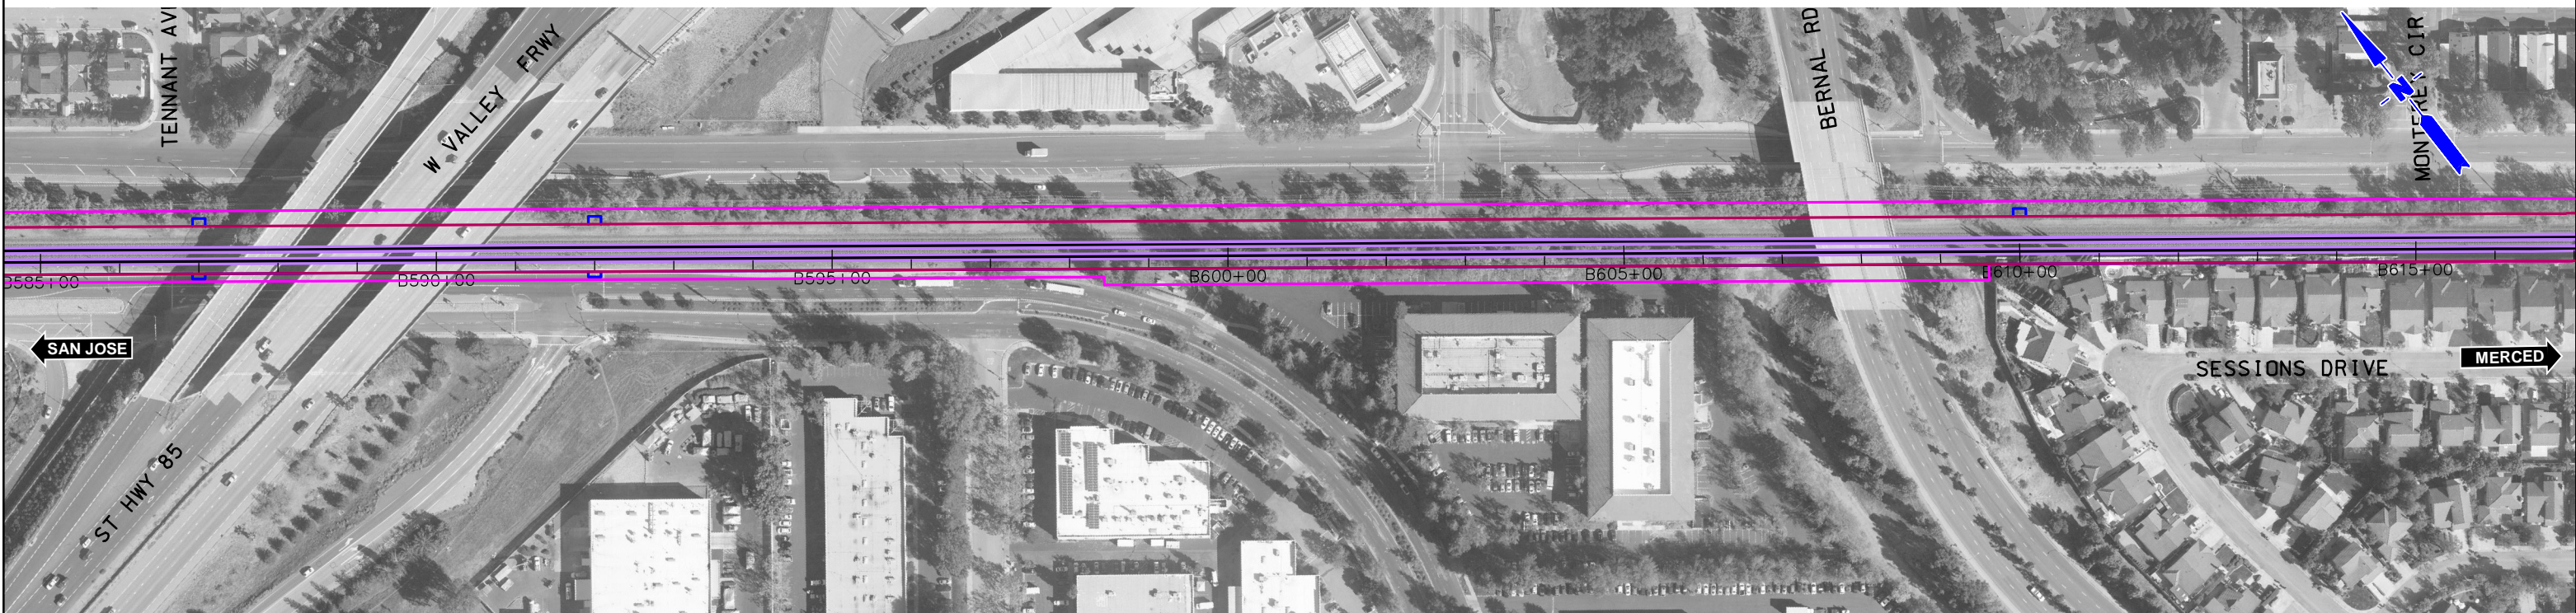 TENNANT AV
W VALLEY FRWY
BERNAL RD
MONTEREY CIR
N
B585+00
B590+00
B595+00
B600+00
B605+00
B610+00
B615+00
SAN JOSE
MERCED
SESSIONS DRIVE
ST HWY 85